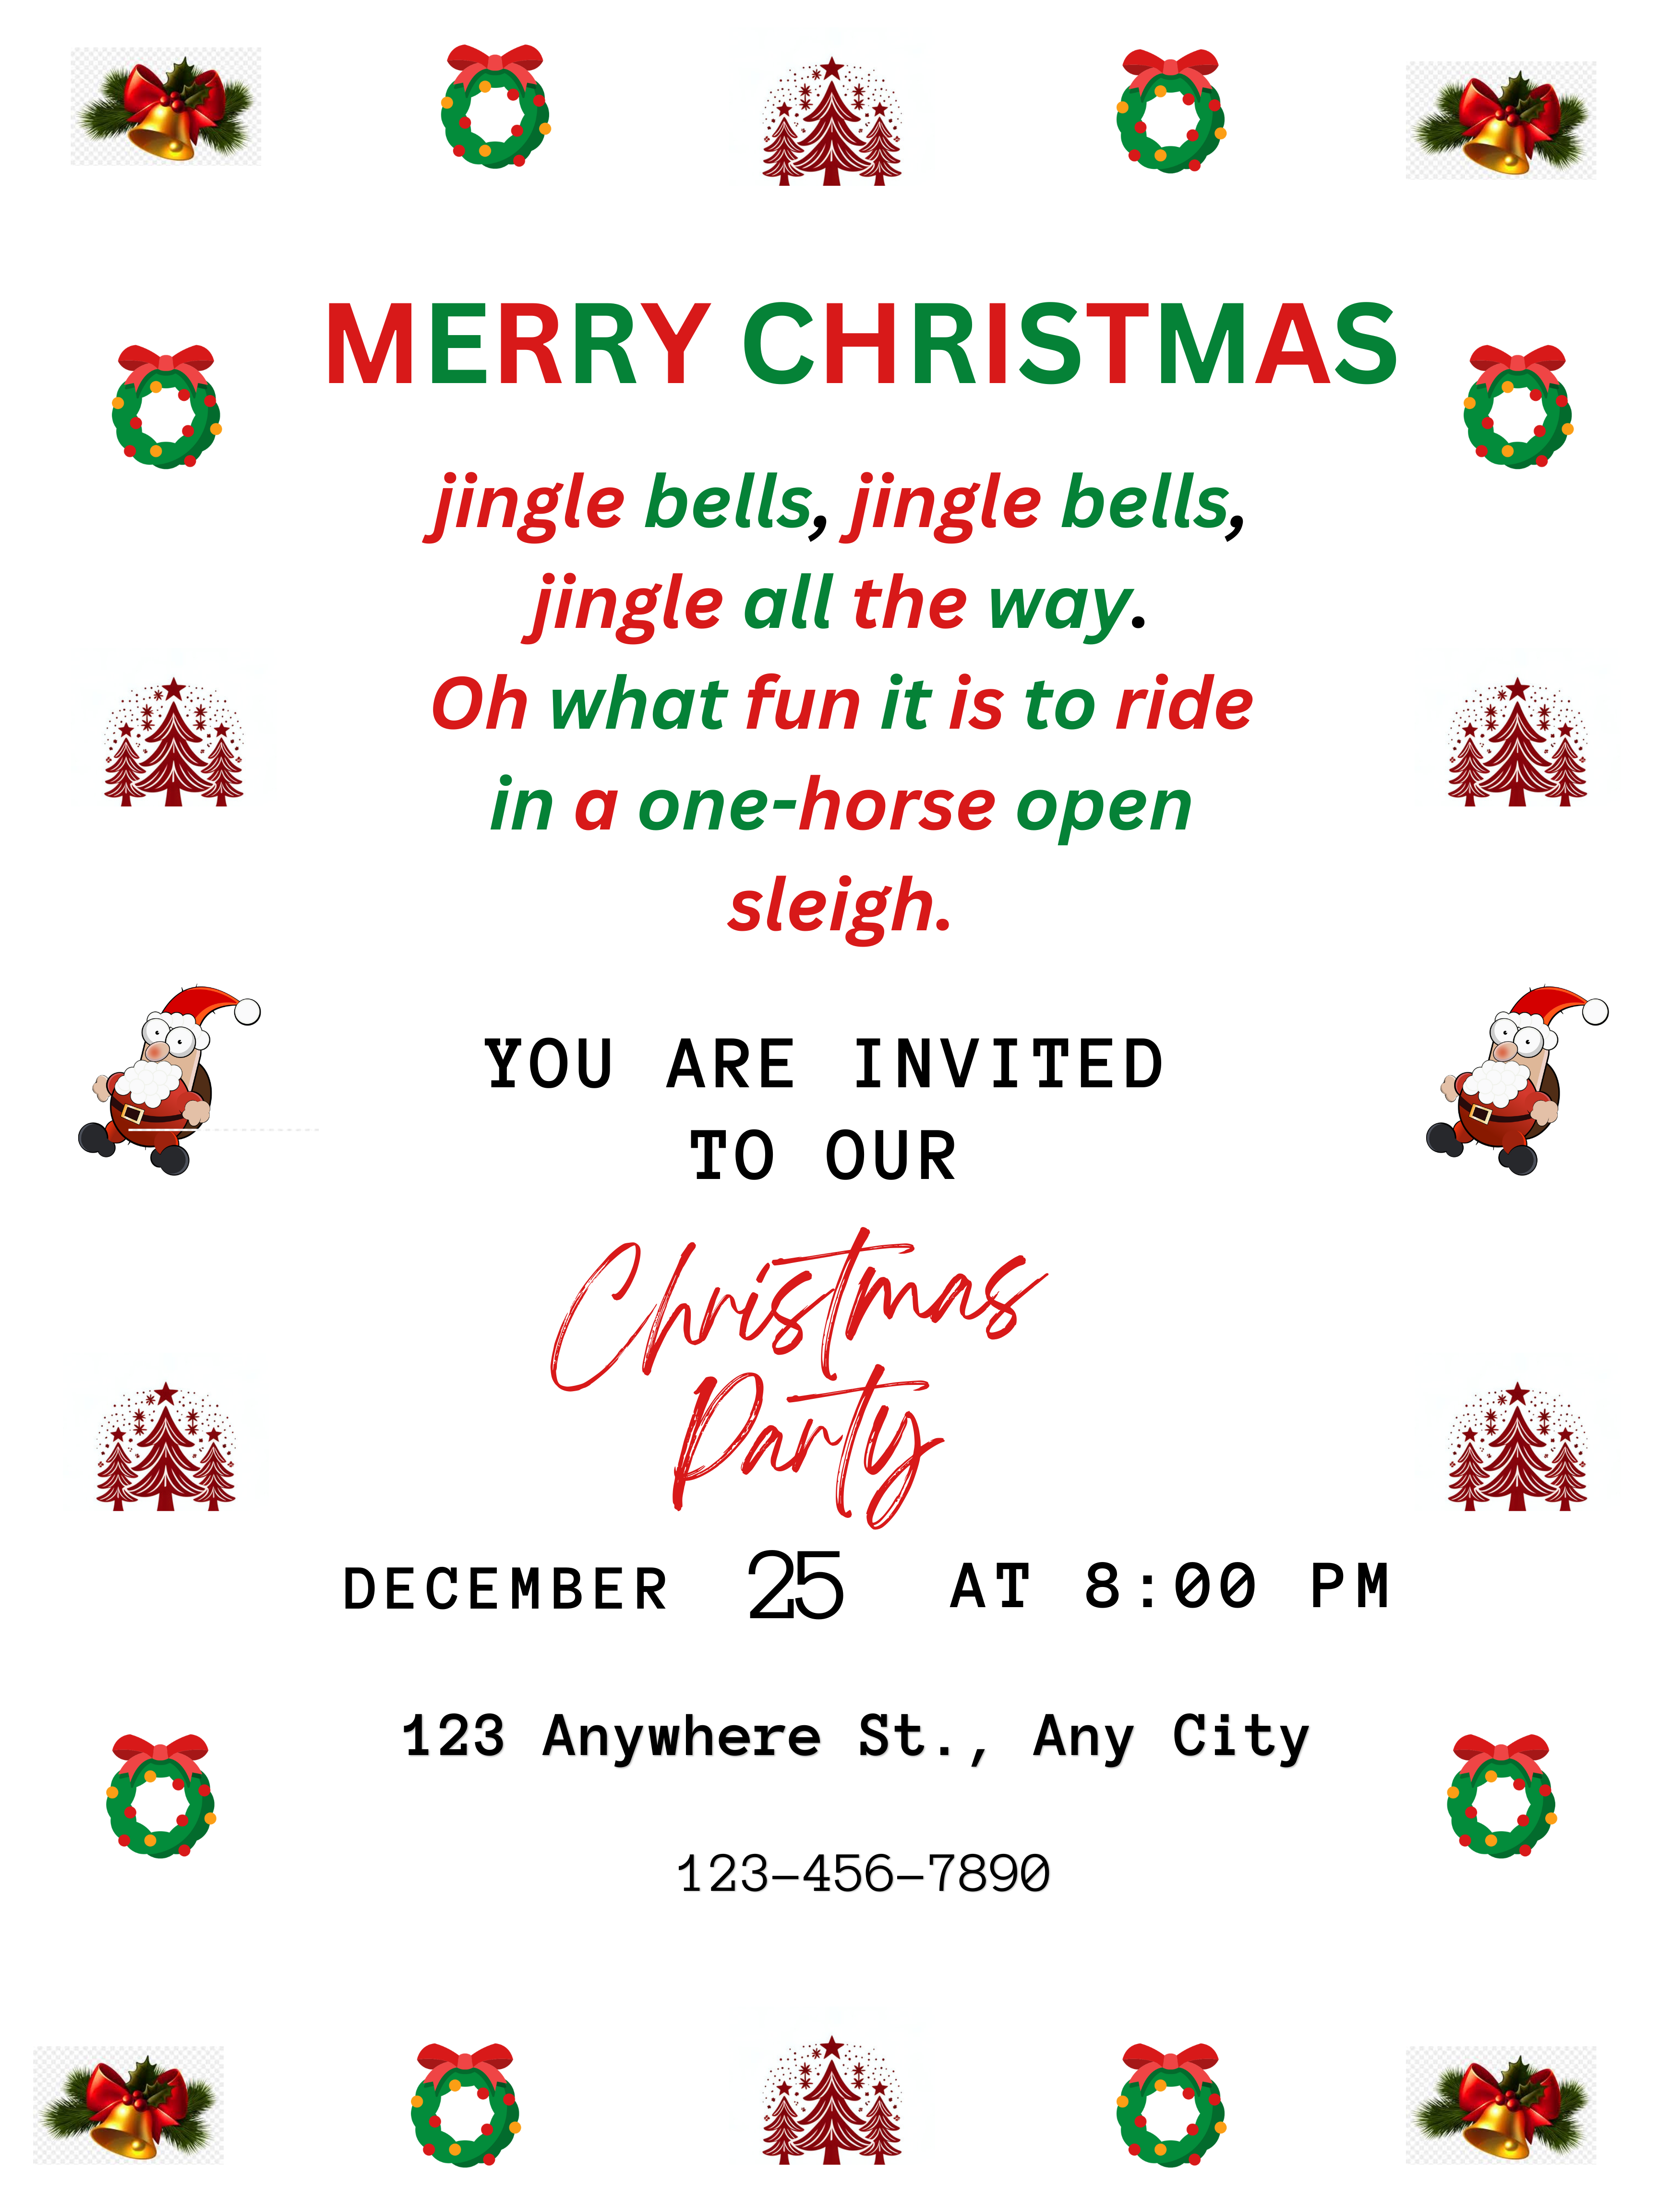 MERRY CHRISTMAS
jingle bells, jingle bells,
jingle all the way.
Oh what fun it is to ride
in a one-horse open
sleigh.
YOU ARE INVITED
TO OUR
Christmas
Party
DECEMBER 25 AT 8:00 PM
123 Anywhere St., Any City
123-456-7890